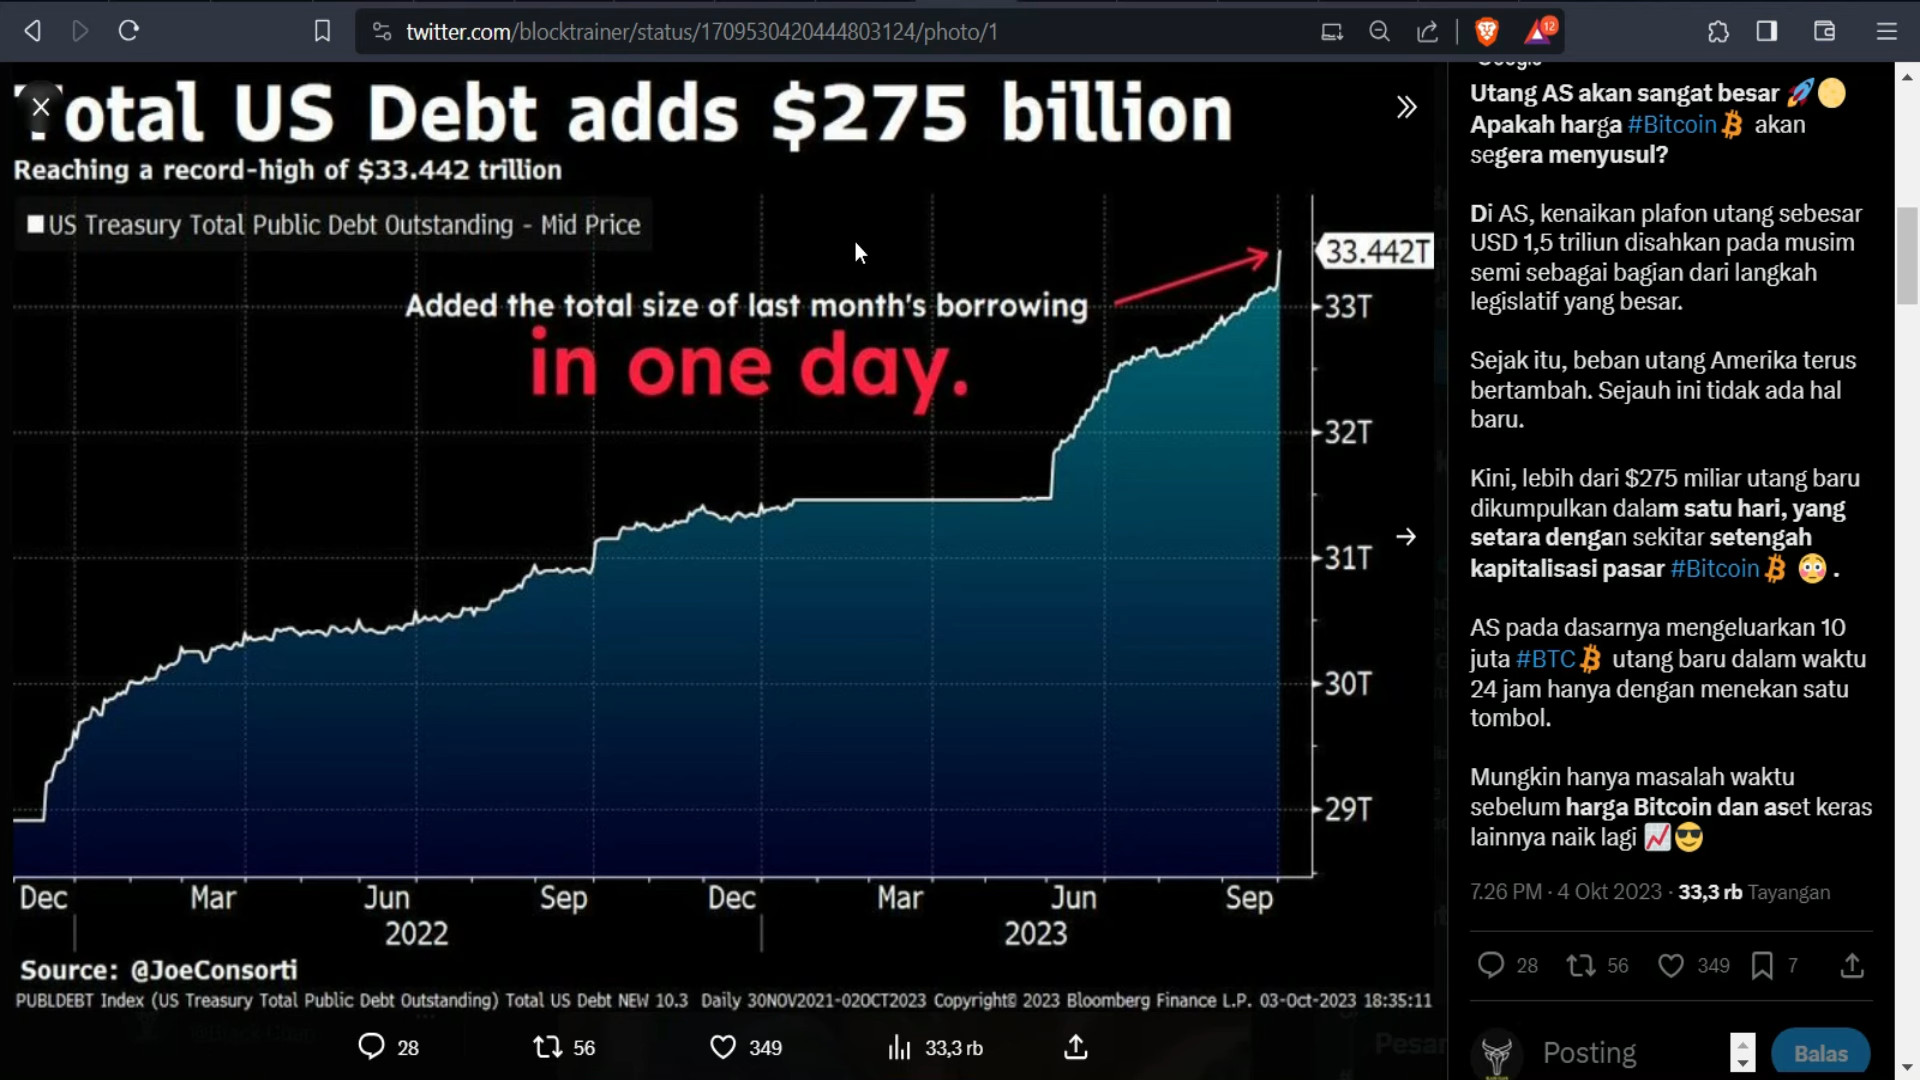 twitter.com/blocktrainer/status/1709530420444803124/photo/1
12
Total US Debt adds $275 billion
Reaching a record-high of $33.442 trillion
US Treasury Total Public Debt Outstanding - Mid Price
33.442T
Added the total size of last month's borrowing
in one day.
33T
32T
31T
30T
29T
Dec Mar Jun Sep Dec Mar Jun Sep
2022 2023
Source: @JoeConsorti
PUBLDEBT Index (US Treasury Total Public Debt Outstanding) Total US Debt NEW 10.3 Daily 30NOV2021-02OCT2023 Copyright© 2023 Bloomberg Finance L.P. 03-Oct-2023 18:35:11
28 56 349 33,3 rb
Google
Utang AS akan sangat besar 🚀🌕
Apakah harga #Bitcoin akan
segera menyusul?
Di AS, kenaikan plafon utang sebesar
USD 1,5 triliun disahkan pada musim
semi sebagai bagian dari langkah
legislatif yang besar.
Sejak itu, beban utang Amerika terus
bertambah. Sejauh ini tidak ada hal
baru.
Kini, lebih dari $275 miliar utang baru
dikumpulkan dalam satu hari, yang
setara dengan sekitar setengah
kapitalisasi pasar #Bitcoin 😳 .
AS pada dasarnya mengeluarkan 10
juta #BTC utang baru dalam waktu
24 jam hanya dengan menekan satu
tombol.
Mungkin hanya masalah waktu
sebelum harga Bitcoin dan aset keras
lainnya naik lagi 📈😎
7.26 PM · 4 Okt 2023 · 33,3 rb Tayangan
28 56 349 7
Posting
Balas